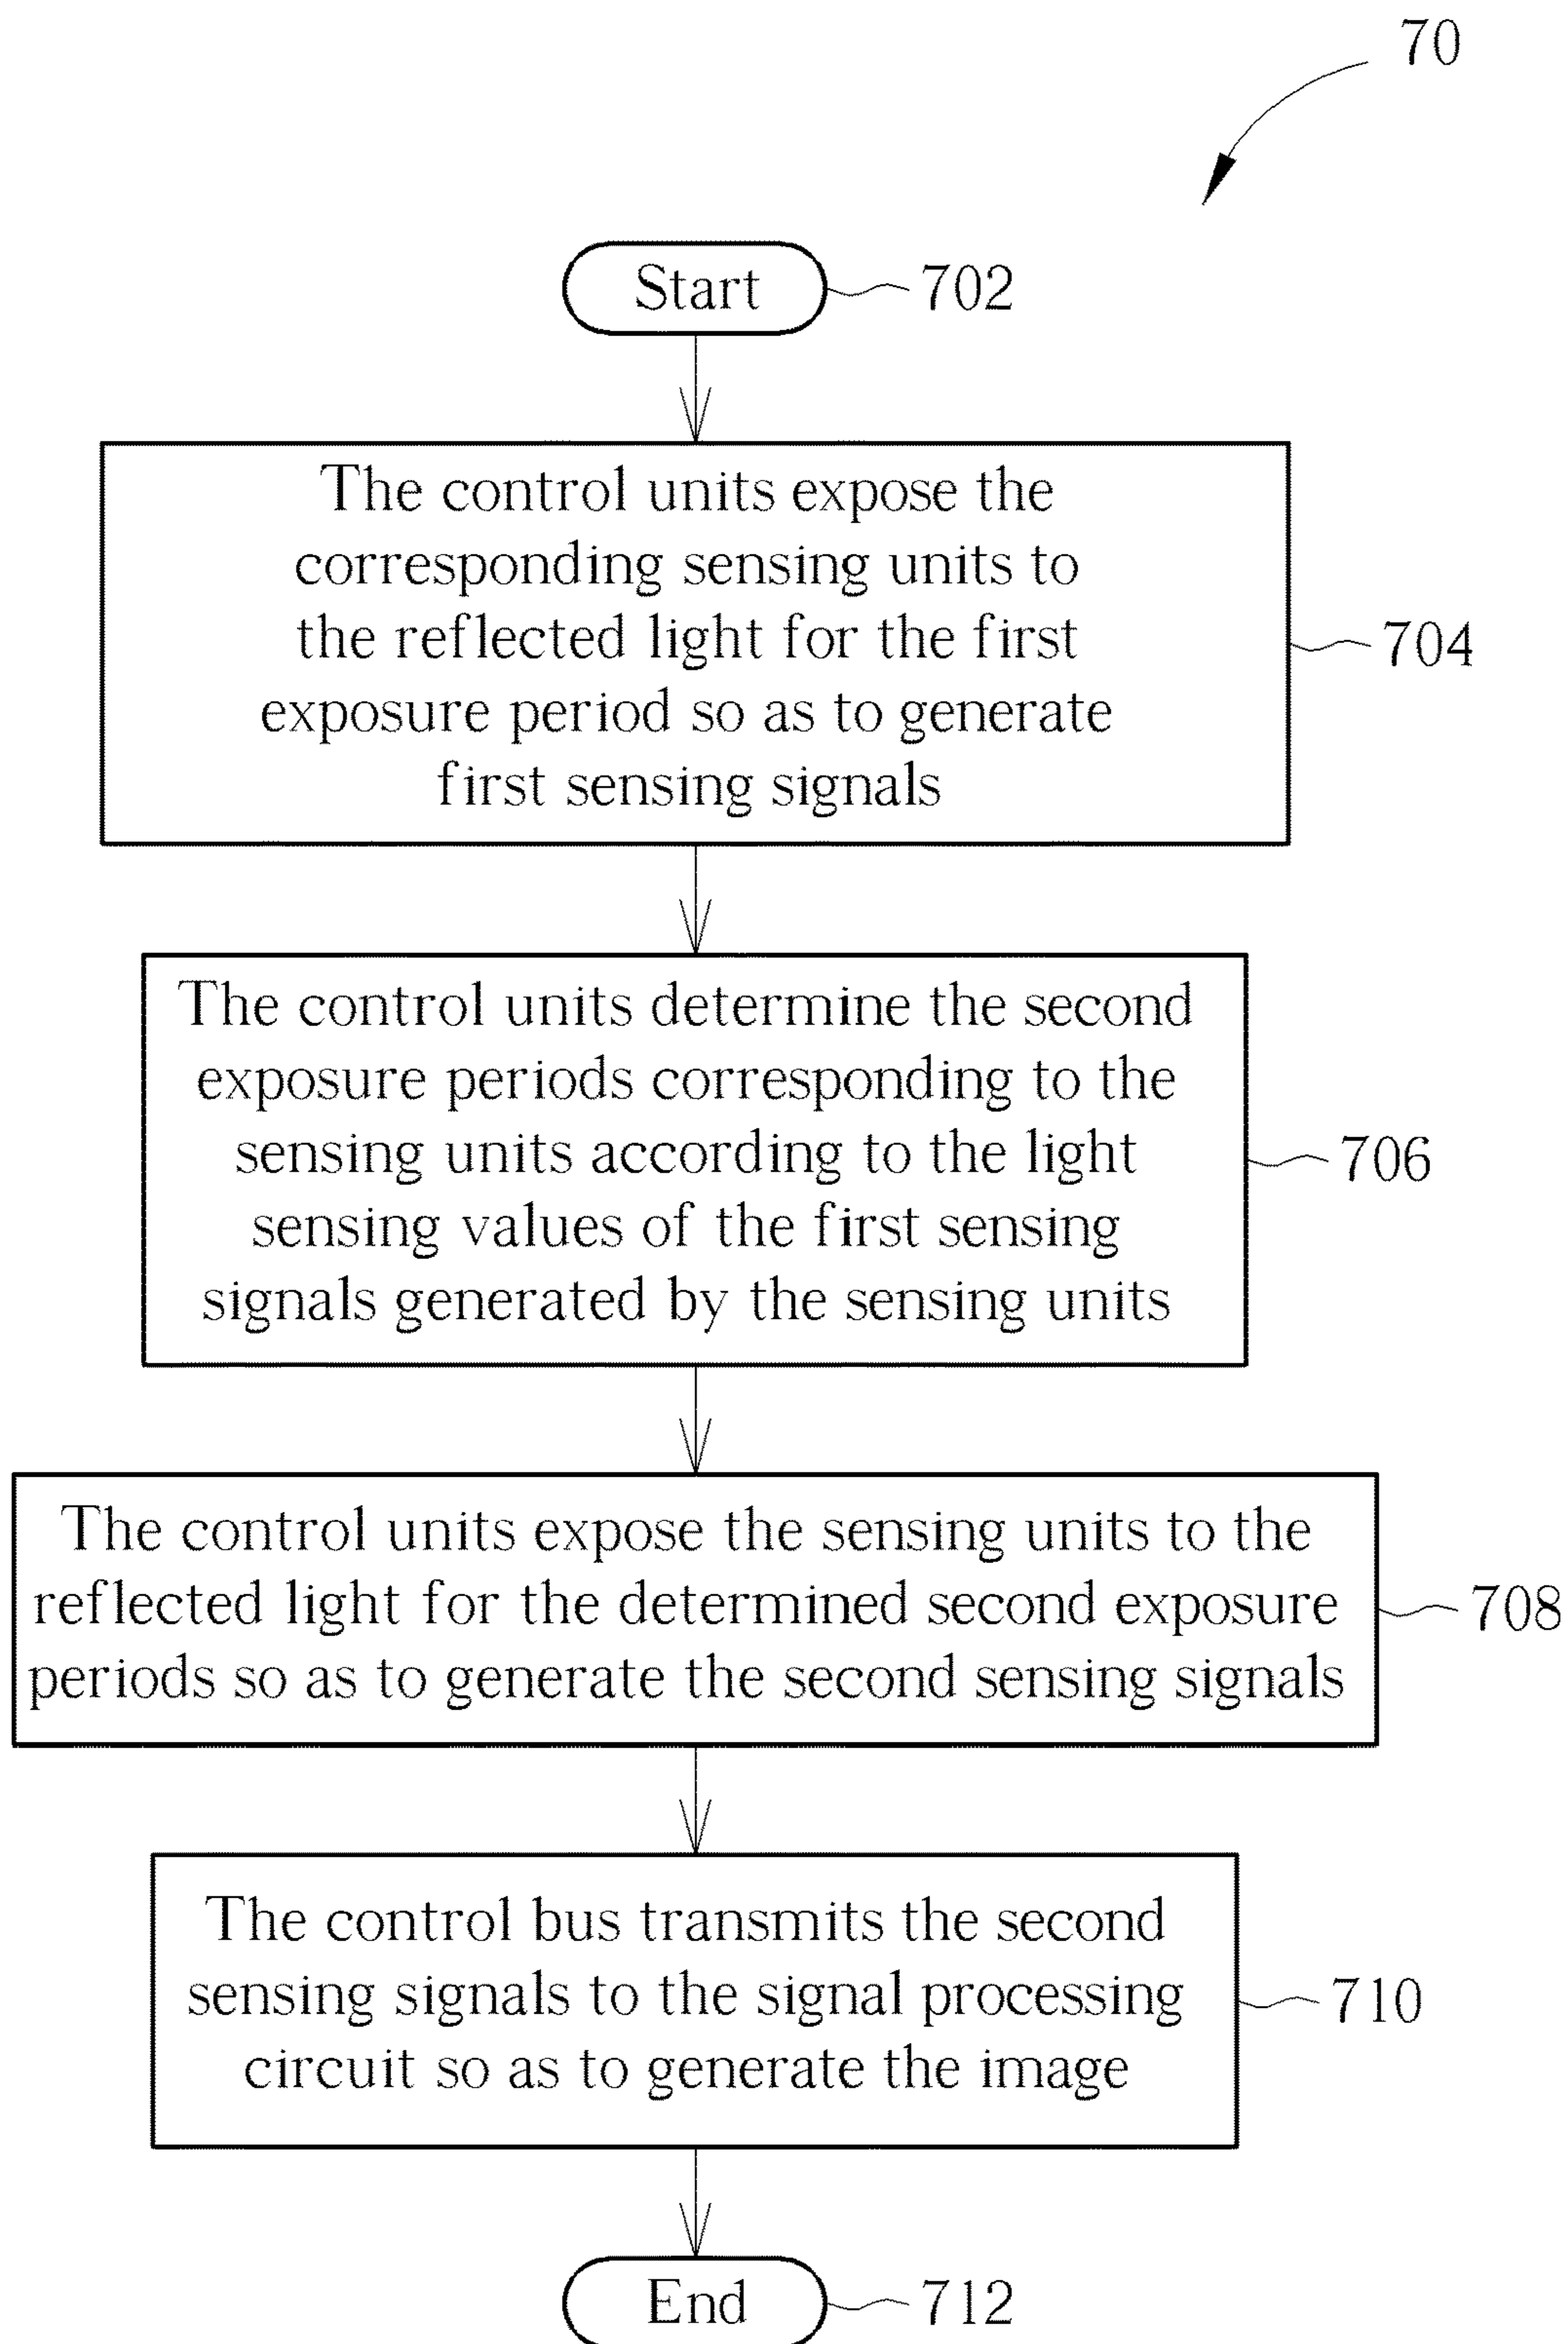 70
Start
702
The control units expose the
corresponding sensing units to
the reflected light for the first
exposure period so as to generate
first sensing signals
704
The control units determine the second
exposure periods corresponding to the
sensing units according to the light
sensing values of the first sensing
signals generated by the sensing units
706
The control units expose the sensing units to the
reflected light for the determined second exposure
periods so as to generate the second sensing signals
708
The control bus transmits the second
sensing signals to the signal processing
circuit so as to generate the image
710
End
712